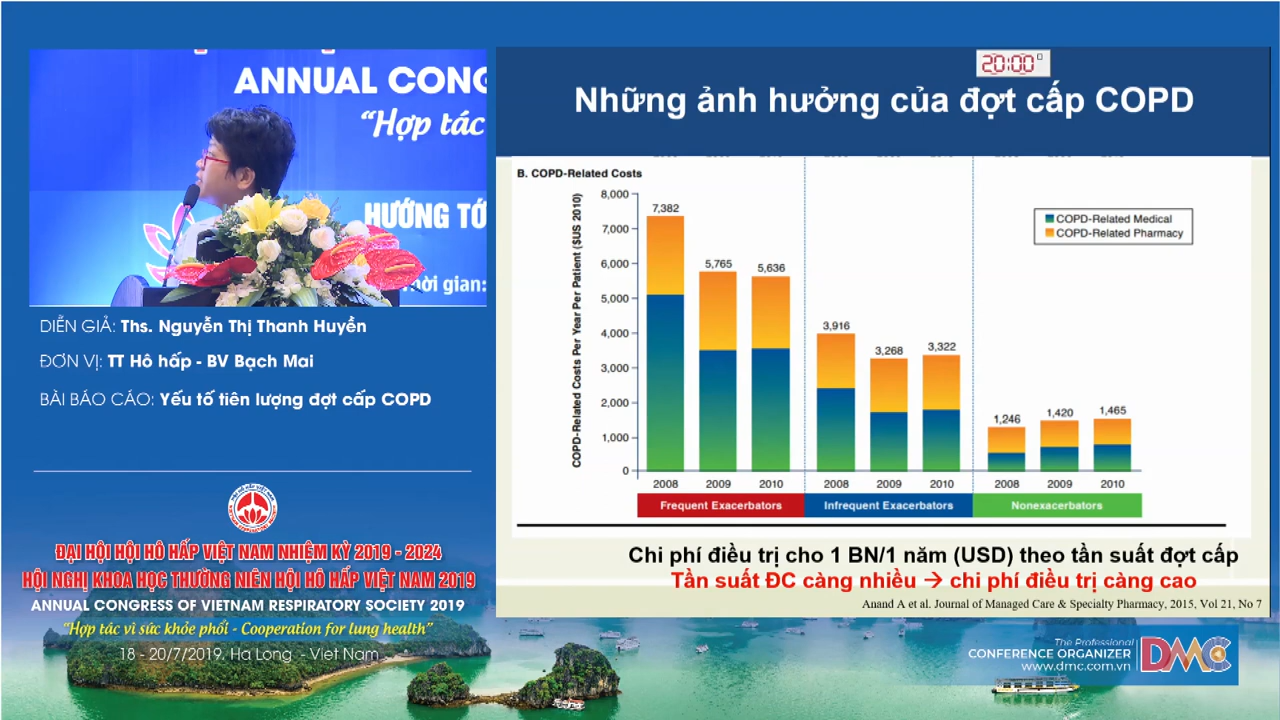 ANNUAL CONG
“Hợp tác
HƯỚNG TỚ
hời gian:
DIỄN GIẢ: Ths. Nguyễn Thị Thanh Huyền
ĐƠN VỊ: TT Hô hấp - BV Bạch Mai
BÀI BÁO CÁO: Yếu tố tiên lượng đợt cấp COPD
ĐẠI HỘI HỘI HÔ HẤP VIỆT NAM NHIỆM KỲ 2019 - 2024
HỘI NGHỊ KHOA HỌC THƯỜNG NIÊN HỘI HÔ HẤP VIỆT NAM 2019
ANNUAL CONGRESS OF VIETNAM RESPIRATORY SOCIETY 2019
“Hợp tác vì sức khỏe phổi - Cooperation for lung health”
18 - 20/7/2019. Ha Long - Viet Nam
20:00
Những ảnh hưởng của đợt cấp COPD
B. COPD-Related Costs
COPD-Related Costs Per Year Per Patient ($US 2010)
8,000
7,000
6,000
5,000
4,000
3,000
2,000
1,000
0
COPD-Related Medical
COPD-Related Pharmacy
7,382
5,765
5,636
3,916
3,268
3,322
1,246
1,420
1,465
2008 2009 2010 2008 2009 2010 2008 2009 2010
Frequent Exacerbators
Infrequent Exacerbators
Nonexacerbators
Chi phí điều trị cho 1 BN/1 năm (USD) theo tần suất đợt cấp
Tần suất ĐC càng nhiều → chi phí điều trị càng cao
Anand A et al. Journal of Managed Care & Specialty Pharmacy, 2015, Vol 21, No 7
The Professional
CONFERENCE ORGANIZER
www.dmc.com.vn
DMC